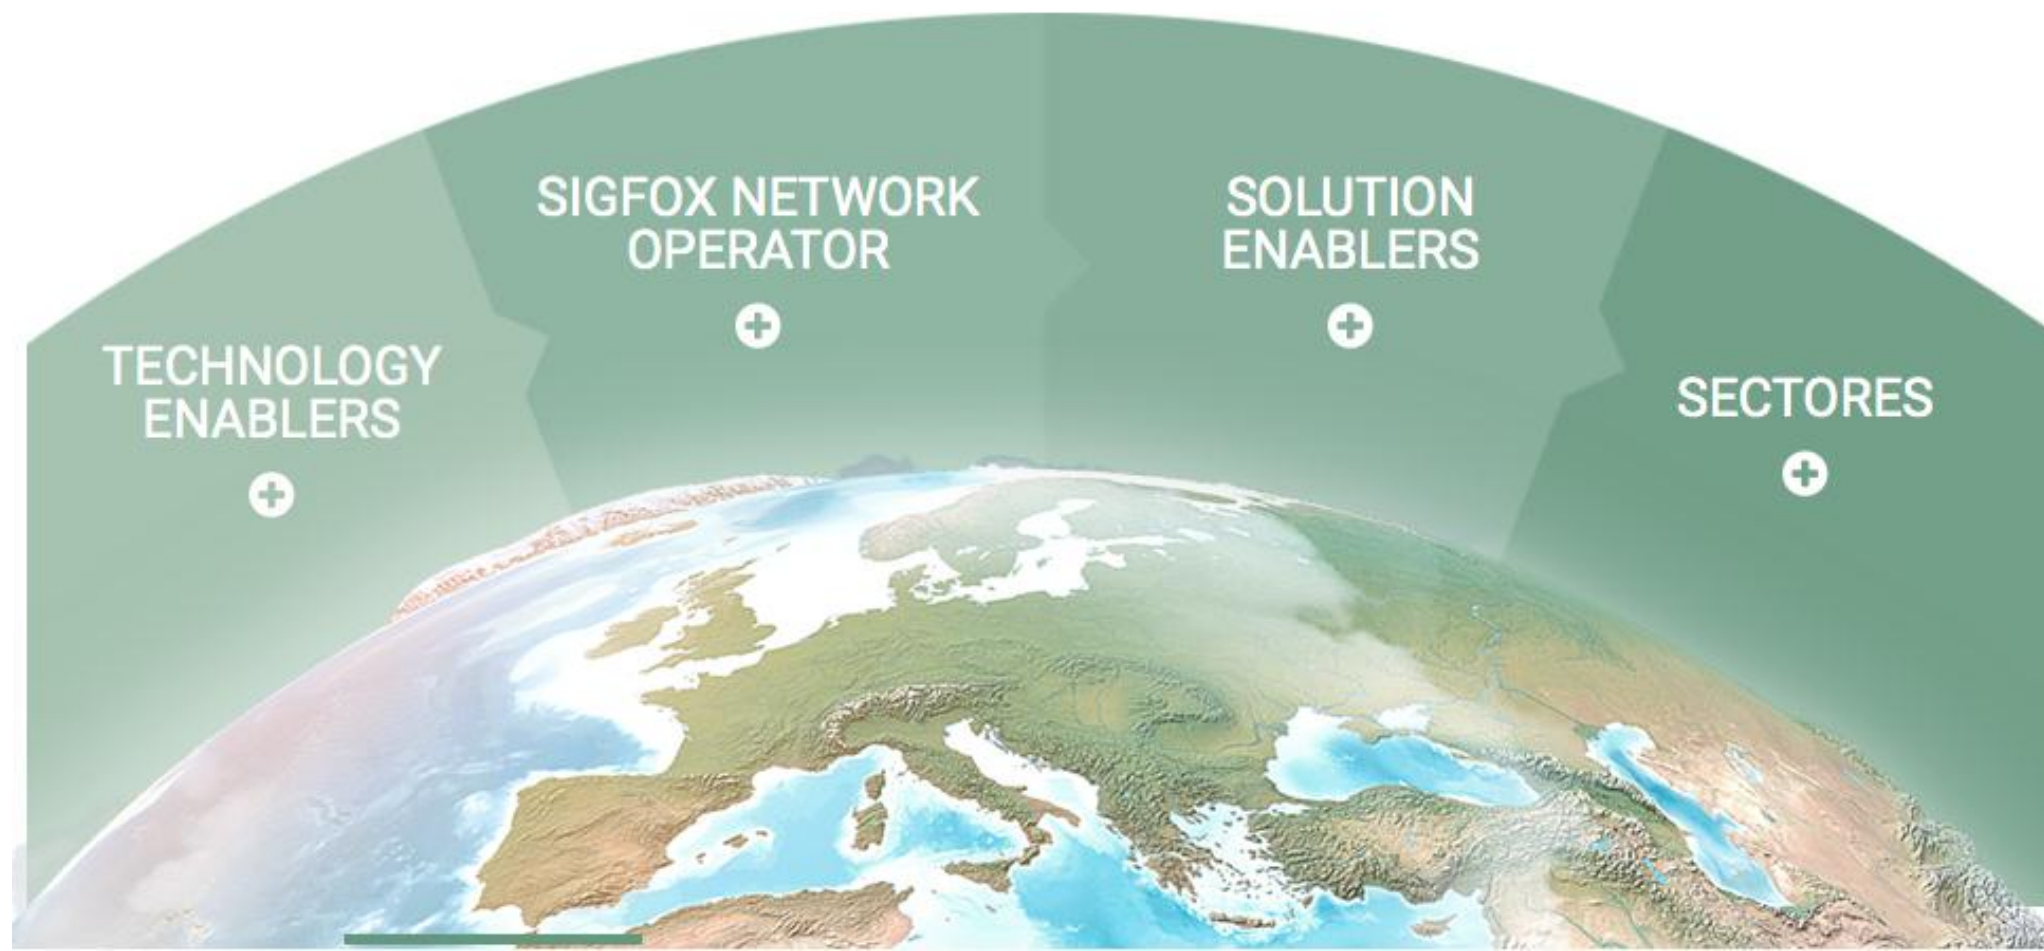 TECHNOLOGY
ENABLERS
SIGFOX NETWORK
OPERATOR
SOLUTION
ENABLERS
SECTORES